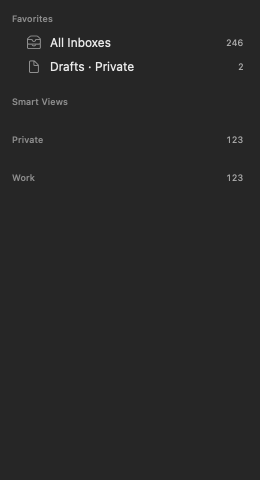 Favorites
All Inboxes 246
Drafts · Private 2
Smart Views
Private 123
Work 123